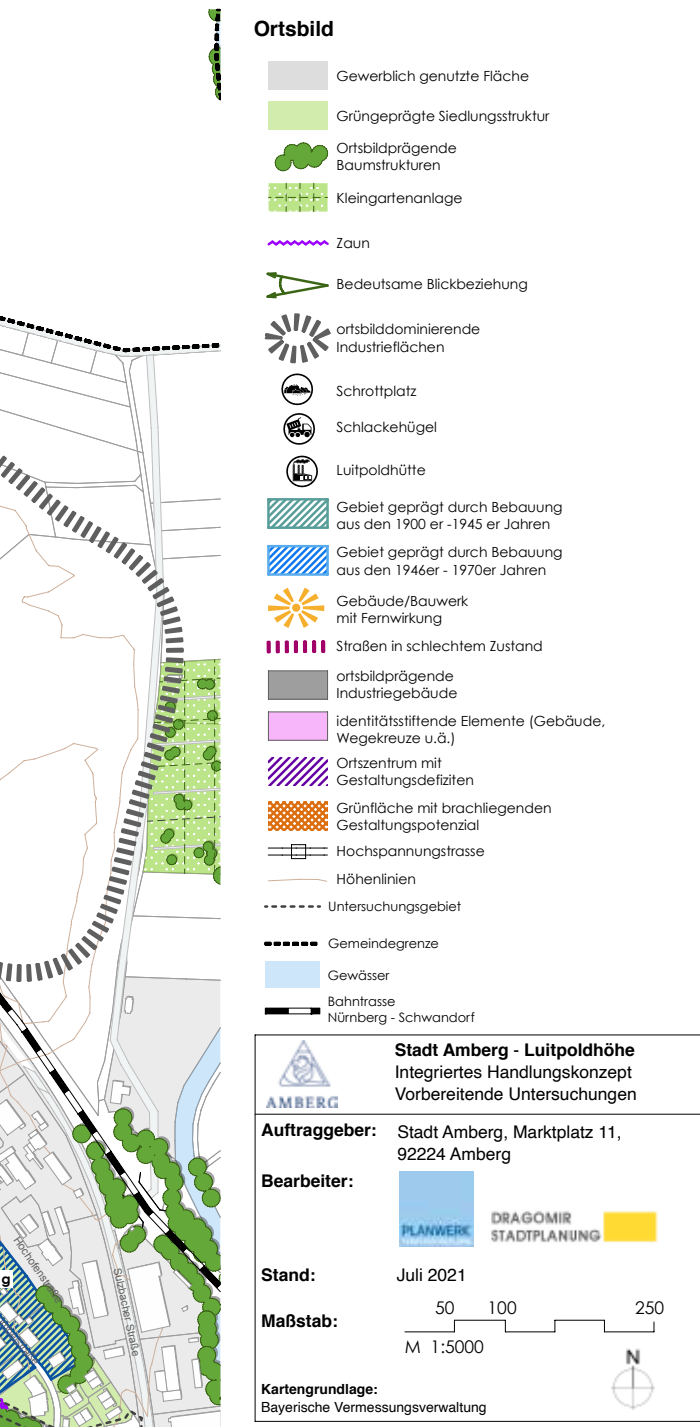 Ortsbild
Gewerblich genutzte Fläche
Grüngeprägte Siedlungsstruktur
Ortsbildprägende
Baumstrukturen
Kleingartenanlage
Zaun
Bedeutsame Blickbeziehung
ortsbilddominierende
Industrieflächen
Schrottplatz
Schlackehügel
Luitpoldhütte
Gebiet geprägt durch Bebauung
aus den 1900 er -1945 er Jahren
Gebiet geprägt durch Bebauung
aus den 1946er - 1970er Jahren
Gebäude/Bauwerk
mit Fernwirkung
Straßen in schlechtem Zustand
ortsbildprägende
Industriegebäude
identitätsstiftende Elemente (Gebäude,
Wegekreuze u.ä.)
Ortszentrum mit
Gestaltungsdefiziten
Grünfläche mit brachliegenden
Gestaltungspotenzial
Hochspannungstrasse
Höhenlinien
Untersuchungsgebiet
Gemeindegrenze
Gewässer
Bahntrasse
Nürnberg - Schwandorf
AMBERG
Stadt Amberg - Luitpoldhöhe
Integriertes Handlungskonzept
Vorbereitende Untersuchungen
Auftraggeber: Stadt Amberg, Marktplatz 11,
92224 Amberg
Bearbeiter:
PLANWERK
DRAGOMIR
STADTPLANUNG
Stand: Juli 2021
Maßstab: 50 100 250
M 1:5000
N
Kartengrundlage:
Bayerische Vermessungsverwaltung
Sulzbacher Straße
g